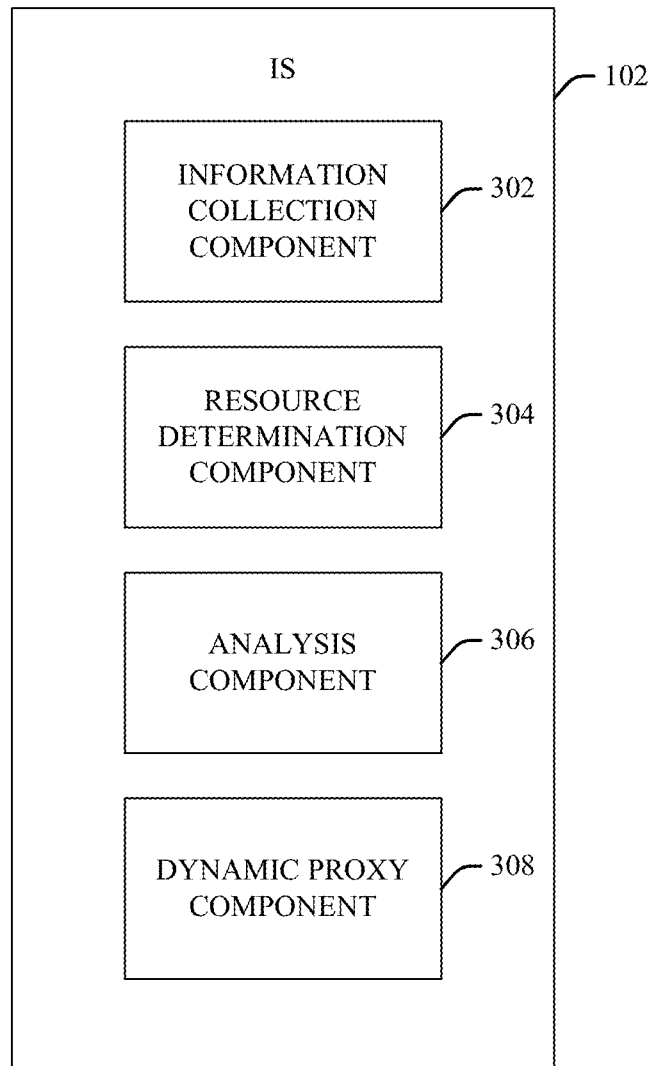 IS
102
INFORMATION
COLLECTION
COMPONENT
302
RESOURCE
DETERMINATION
COMPONENT
304
ANALYSIS
COMPONENT
306
DYNAMIC PROXY
COMPONENT
308